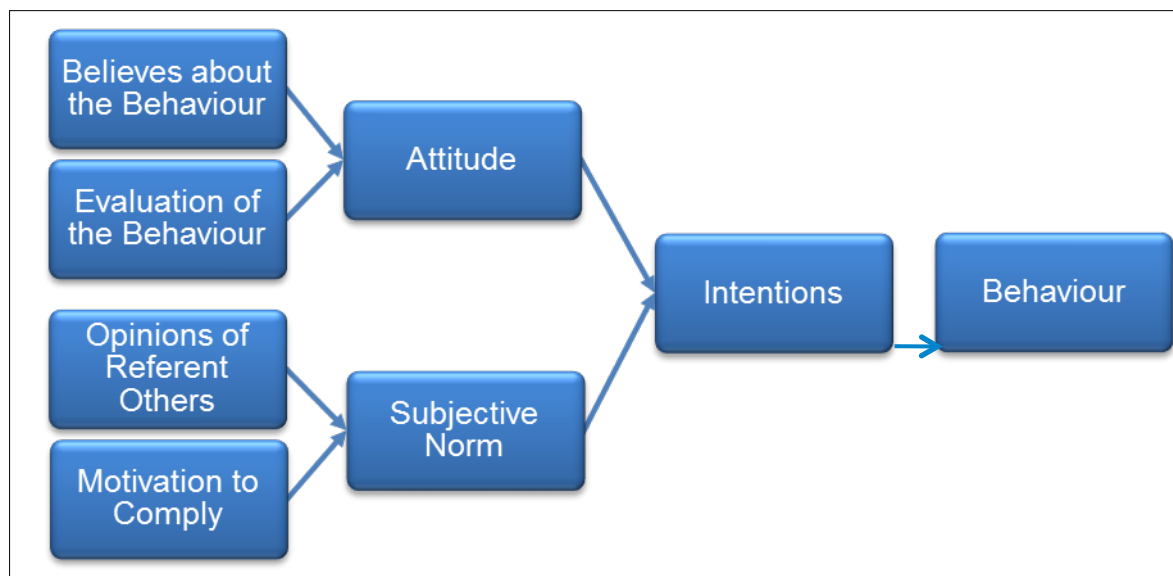 Believes about
the Behaviour
Evaluation of
the Behaviour
Attitude
Opinions of
Referent
Others
Motivation to
Comply
Subjective
Norm
Intentions
Behaviour